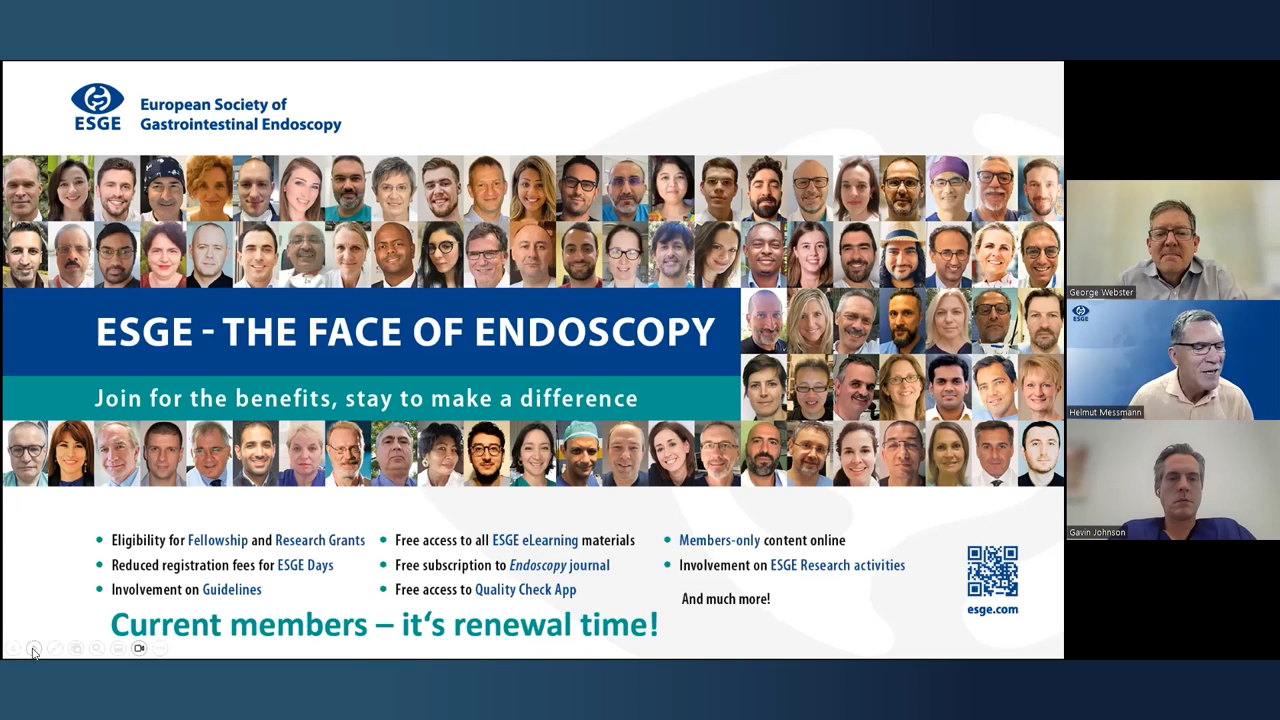 ESGE
European Society of
Gastrointestinal Endoscopy
ESGE - THE FACE OF ENDOSCOPY
Join for the benefits, stay to make a difference
• Eligibility for Fellowship and Research Grants
• Reduced registration fees for ESGE Days
• Involvement on Guidelines
• Free access to all ESGE eLearning materials
• Free subscription to Endoscopy journal
• Free access to Quality Check App
• Members-only content online
• Involvement on ESGE Research activities
And much more!
esge.com
Current members – it‘s renewal time!
George Webster
ESGE
Helmut Messmann
Gavin Johnson